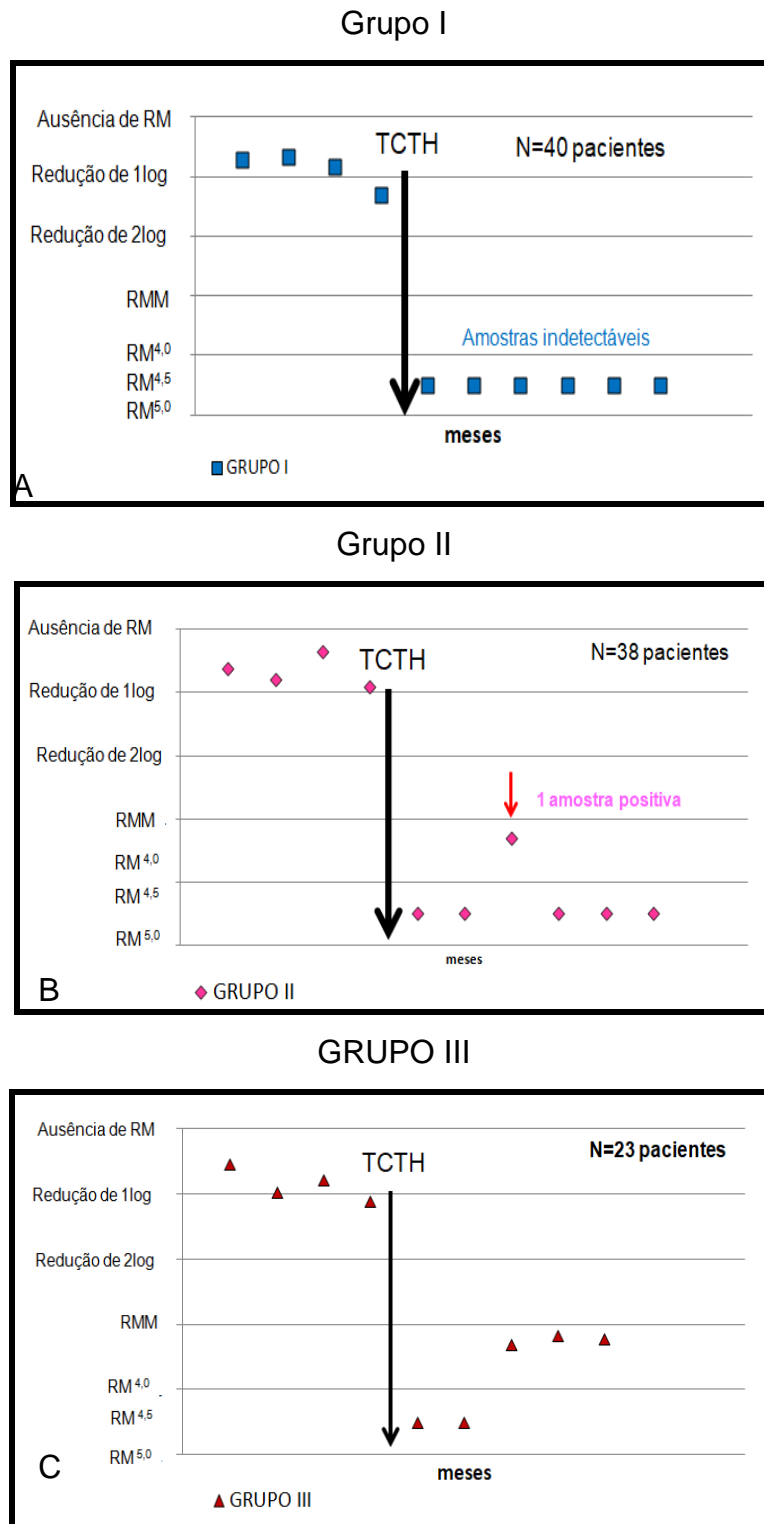 Grupo I
Ausência de RM
TCTH
N=40 pacientes
Redução de 1log
Redução de 2log
RMM
Amostras indetectáveis
RM4,0
RM4,5
RM5,0
meses
GRUPO I
A
Grupo II
Ausência de RM
TCTH
N=38 pacientes
Redução de 1log
Redução de 2log
1 amostra positiva
RMM
RM 4,0
RM 4,5
RM 5,0
meses
B
GRUPO II
GRUPO III
Ausência de RM
TCTH
N=23 pacientes
Redução de 1log
Redução de 2log
RMM
RM 4,0
RM 4,5
RM 5,0
meses
C
GRUPO III